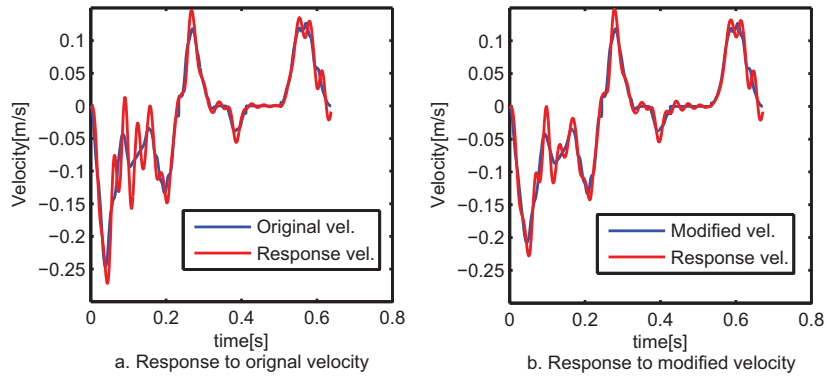 0.1
0.05
0
−0.05
−0.1
−0.15
−0.2
−0.25
Velocity[m/s]
Original vel.
Response vel.
0 0.2 0.4 0.6 0.8
time[s]
a. Response to orignal velocity
0.1
0.05
0
−0.05
−0.1
−0.15
−0.2
−0.25
Velocity[m/s]
Modified vel.
Response vel.
0 0.2 0.4 0.6 0.8
time[s]
b. Response to modified velocity